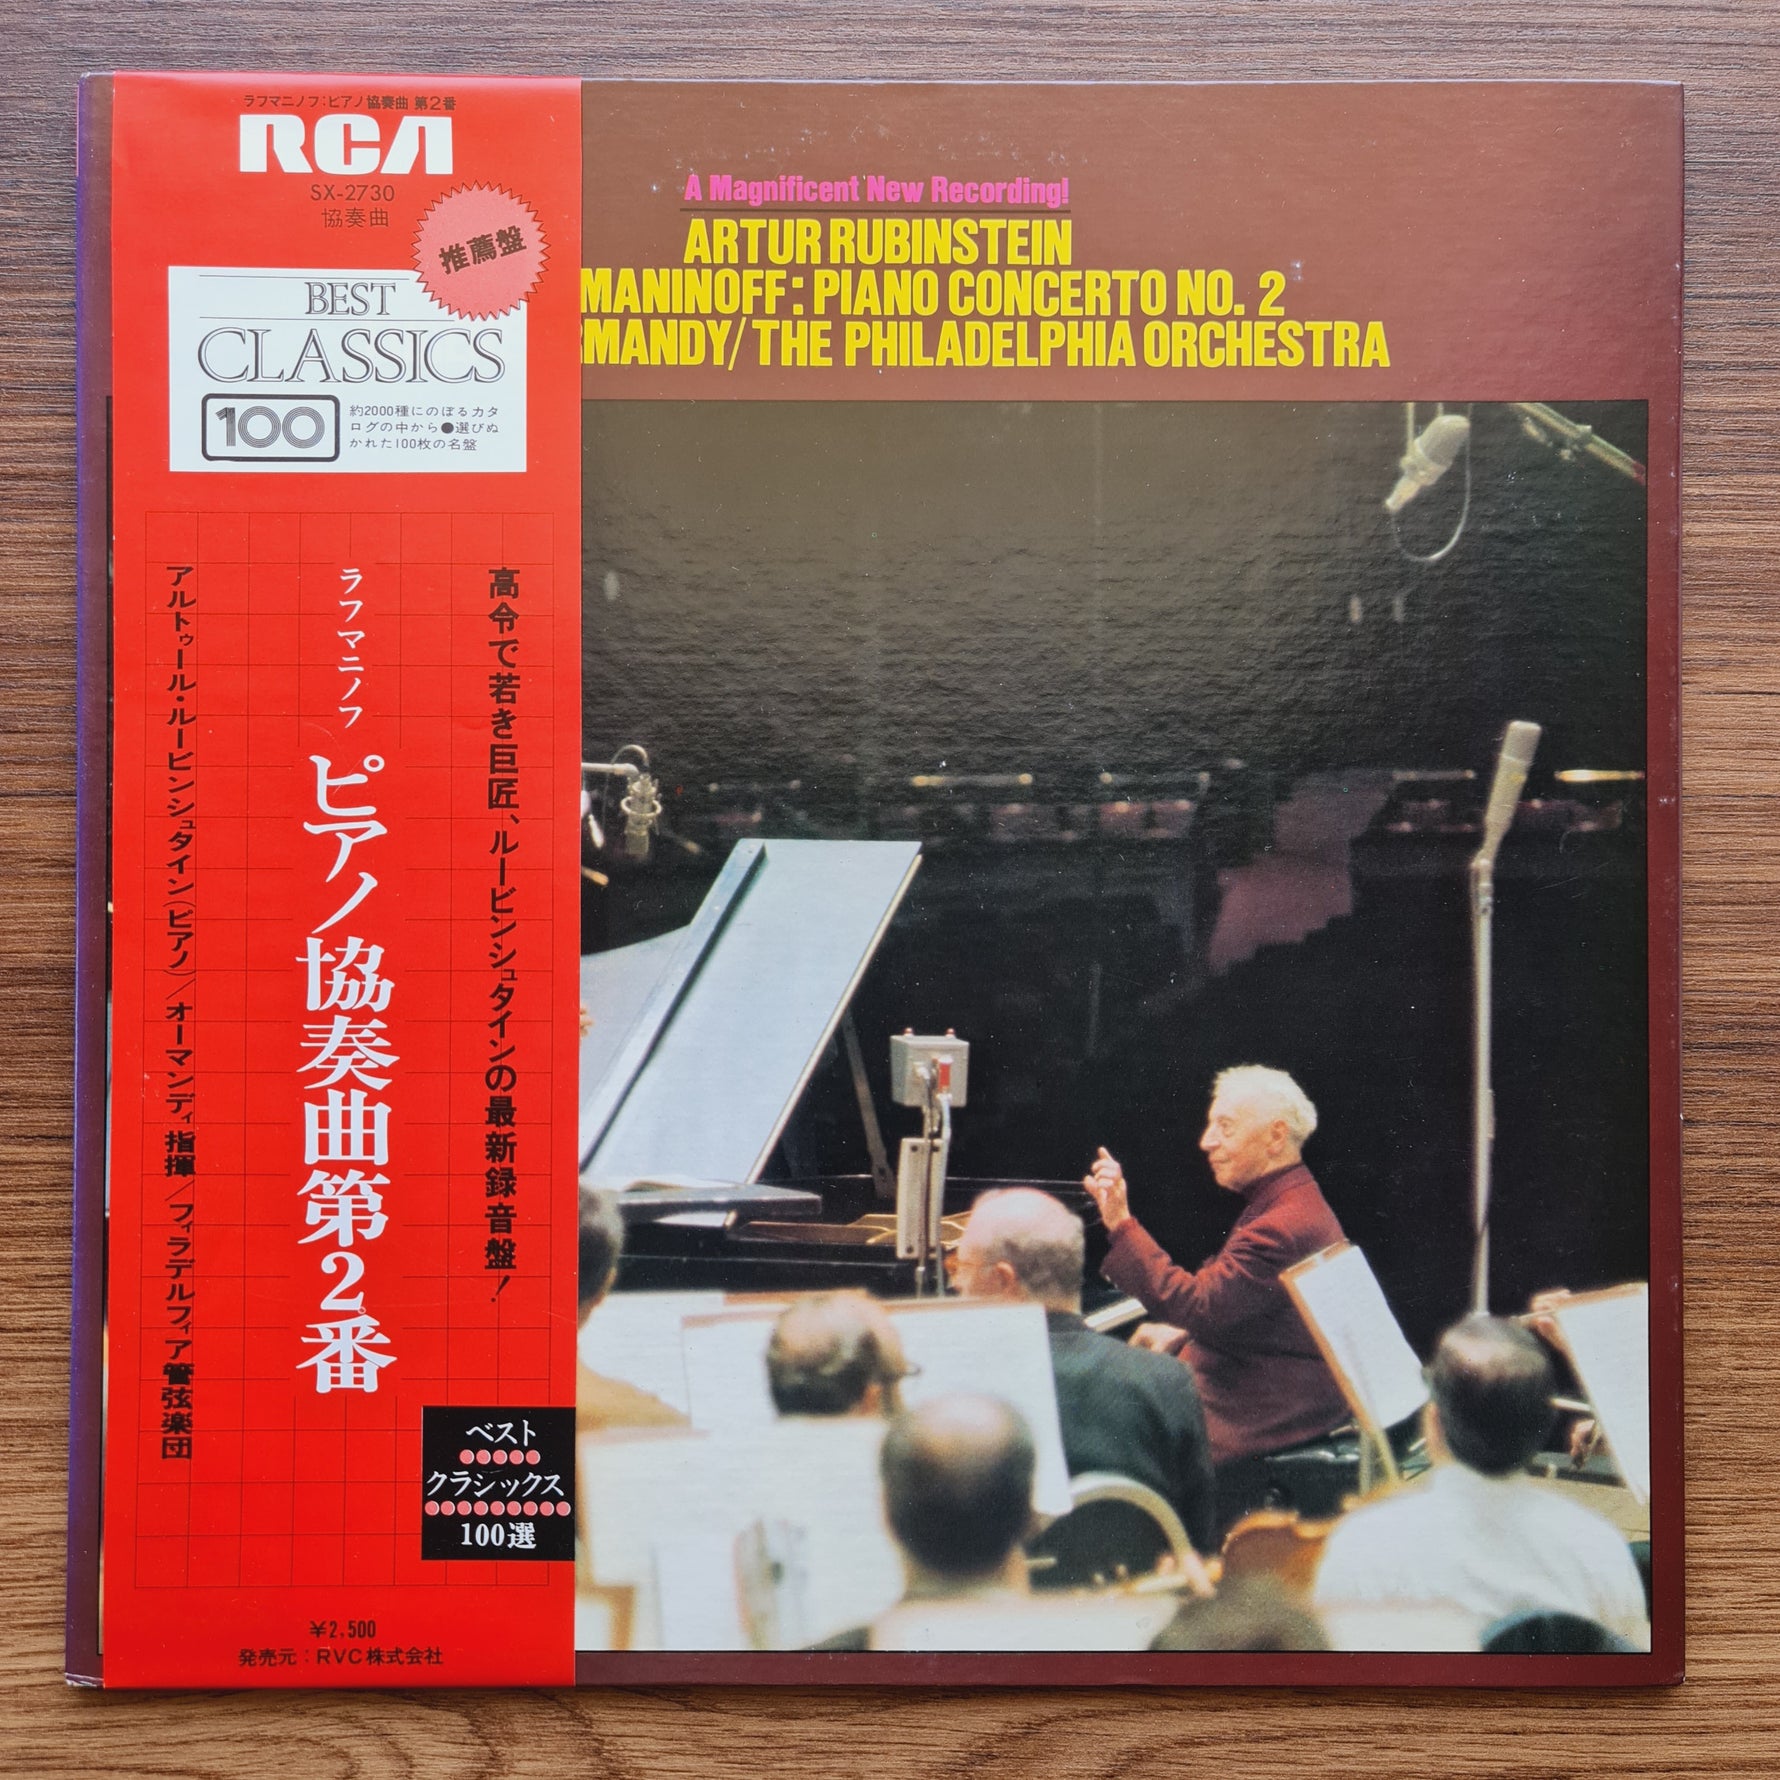 ラフマニノフ:ピアノ協奏曲 第2番
RCA
SX-2730
協奏曲
推薦盤
BEST
CLASSICS
100
約2000種にのぼるカタ
ログの中から●選びぬ
かれた100枚の名盤
高令で若き巨匠、ルービンシュタインの最新録音盤!
ラフマニノフ
ピアノ協奏曲第2番
アルトゥール・ルービンシュタイン(ピアノ)/オーマンディ指揮/フィラデルフィア管弦楽団
ベスト
クラシックス
100選
¥2,500
発売元:RVC株式会社
A Magnificent New Recording!
ARTUR RUBINSTEIN
MANINOFF: PIANO CONCERTO NO. 2
RMANDY/THE PHILADELPHIA ORCHESTRA